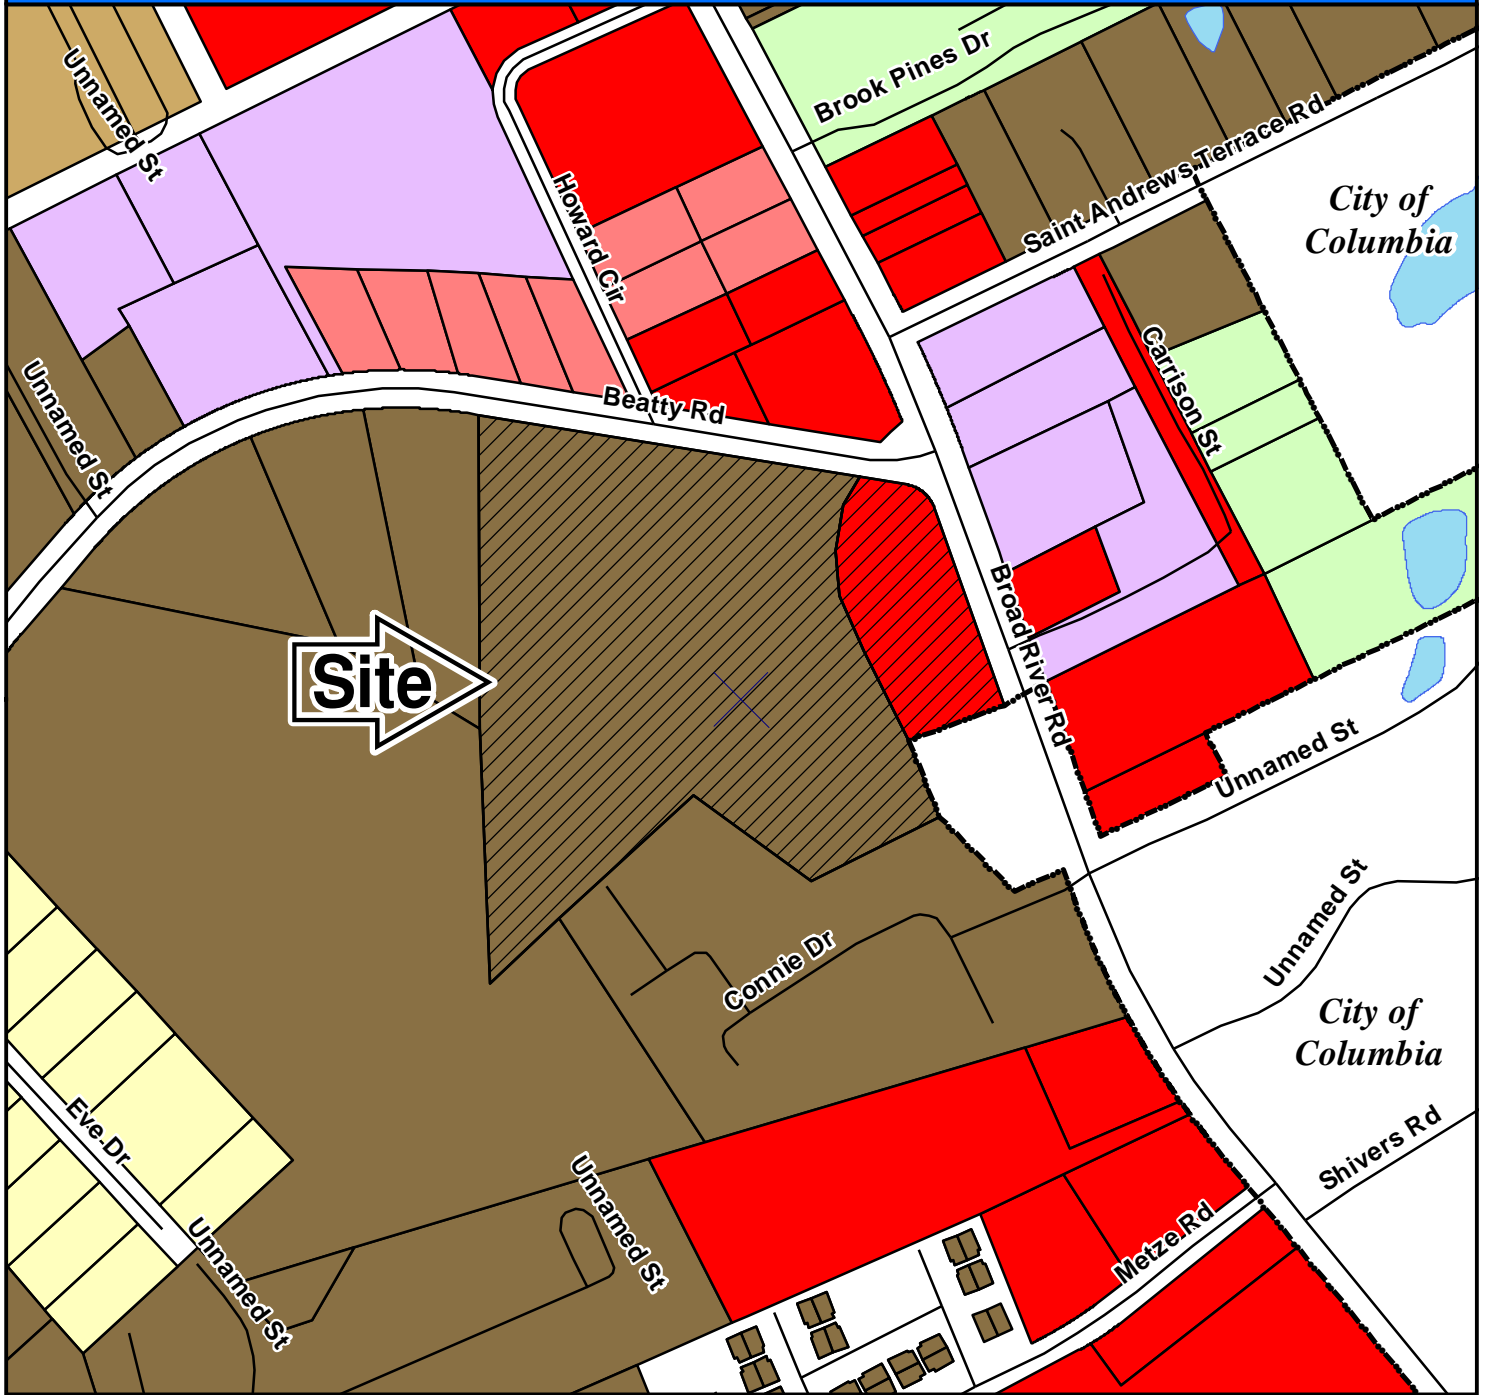 Unnamed St
Brook Pines Dr
Saint Andrews Terrace Rd
City of
Columbia
Howard Cir
Carrison St
Unnamed St
Beatty Rd
Broad River Rd
Site
Unnamed St
Unnamed St
Connie Dr
City of
Columbia
Eve Dr
Shivers Rd
Unnamed St
Unnamed St
Metze Rd